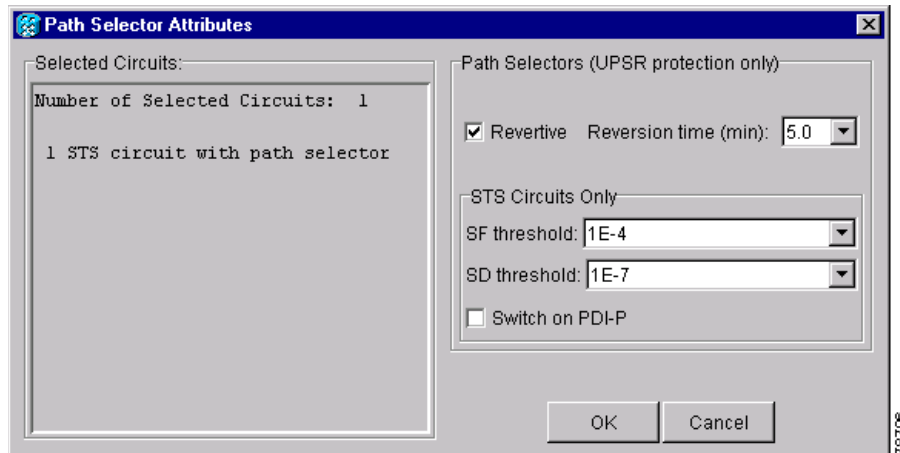 Path Selector Attributes
Selected Circuits:
Number of Selected Circuits: 1
1 STS circuit with path selector
Path Selectors (UPSR protection only)
Revertive Reversion time (min): 5.0
STS Circuits Only
SF threshold: 1E-4
SD threshold: 1E-7
Switch on PDI-P
OK Cancel